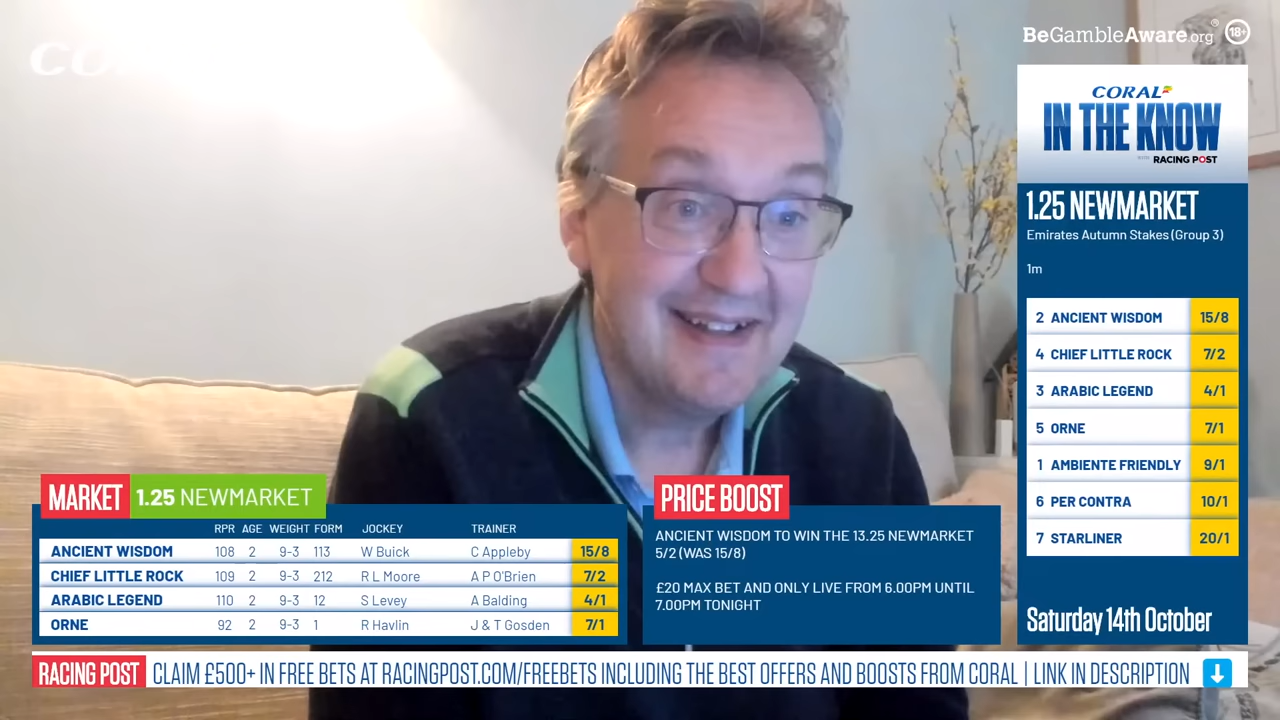 BeGambleAware.org® 18+
CORAL
IN THE KNOW
WITH RACING POST
1.25 NEWMARKET
Emirates Autumn Stakes (Group 3)
1m
2 ANCIENT WISDOM 15/8
4 CHIEF LITTLE ROCK 7/2
3 ARABIC LEGEND 4/1
5 ORNE 7/1
1 AMBIENTE FRIENDLY 9/1
6 PER CONTRA 10/1
7 STARLINER 20/1
Saturday 14th October
MARKET 1.25 NEWMARKET
RPR AGE WEIGHT FORM JOCKEY TRAINER
ANCIENT WISDOM 108 2 9-3 113 W Buick C Appleby 15/8
CHIEF LITTLE ROCK 109 2 9-3 212 R L Moore A P O'Brien 7/2
ARABIC LEGEND 110 2 9-3 12 S Levey A Balding 4/1
ORNE 92 2 9-3 1 R Havlin J & T Gosden 7/1
PRICE BOOST
ANCIENT WISDOM TO WIN THE 13.25 NEWMARKET
5/2 (WAS 15/8)
£20 MAX BET AND ONLY LIVE FROM 6.00PM UNTIL
7.00PM TONIGHT
RACING POST CLAIM £500+ IN FREE BETS AT RACINGPOST.COM/FREEBETS INCLUDING THE BEST OFFERS AND BOOSTS FROM CORAL | LINK IN DESCRIPTION